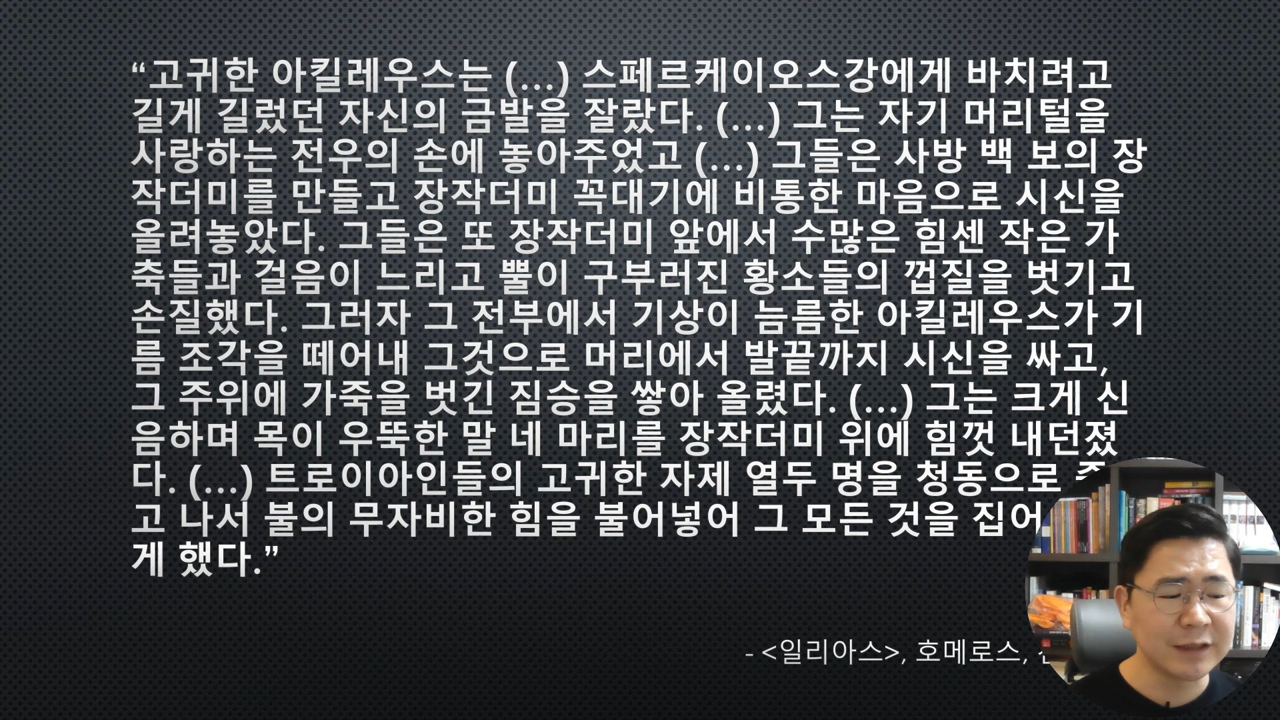 “고귀한 아킬레우스는 (...) 스페르케이오스강에게 바치려고
길게 길렀던 자신의 금발을 잘랐다. (...) 그는 자기 머리털을
사랑하는 전우의 손에 놓아주었고 (...) 그들은 사방 백 보의 장
작더미를 만들고 장작더미 꼭대기에 비통한 마음으로 시신을
올려놓았다. 그들은 또 장작더미 앞에서 수많은 힘센 작은 가
축들과 걸음이 느리고 뿔이 구부러진 황소들의 껍질을 벗기고
손질했다. 그러자 그 전부에서 기상이 늠름한 아킬레우스가 기
름 조각을 떼어내 그것으로 머리에서 발끝까지 시신을 싸고,
그 주위에 가죽을 벗긴 짐승을 쌓아 올렸다. (...) 그는 크게 신
음하며 목이 우뚝한 말 네 마리를 장작더미 위에 힘껏 내던졌
다. (...) 트로이아인들의 고귀한 자제 열두 명을 청동으로
고 나서 불의 무자비한 힘을 불어넣어 그 모든 것을 집어
게 했다.”
- <일리아스>, 호메로스,